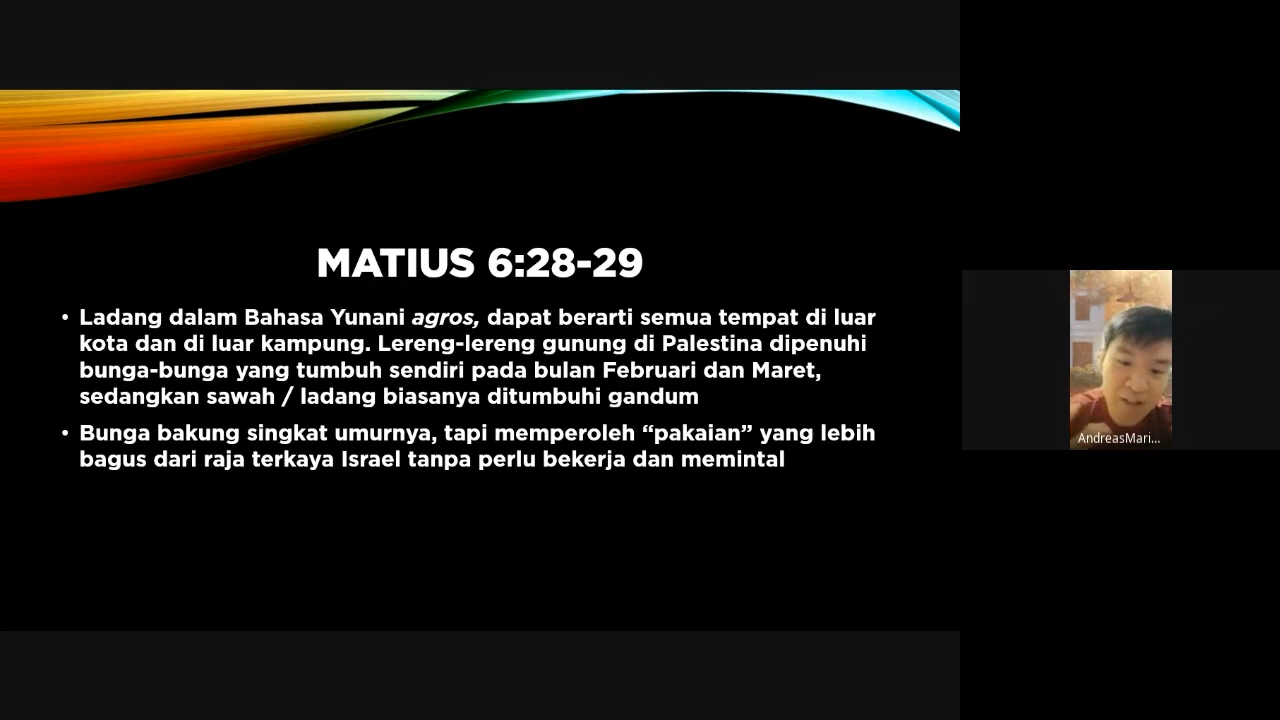 MATIUS 6:28-29
• Ladang dalam Bahasa Yunani agros, dapat berarti semua tempat di luar
kota dan di luar kampung. Lereng-lereng gunung di Palestina dipenuhi
bunga-bunga yang tumbuh sendiri pada bulan Februari dan Maret,
sedangkan sawah / ladang biasanya ditumbuhi gandum
• Bunga bakung singkat umurnya, tapi memperoleh “pakaian” yang lebih
bagus dari raja terkaya Israel tanpa perlu bekerja dan memintal
AndreasMari...